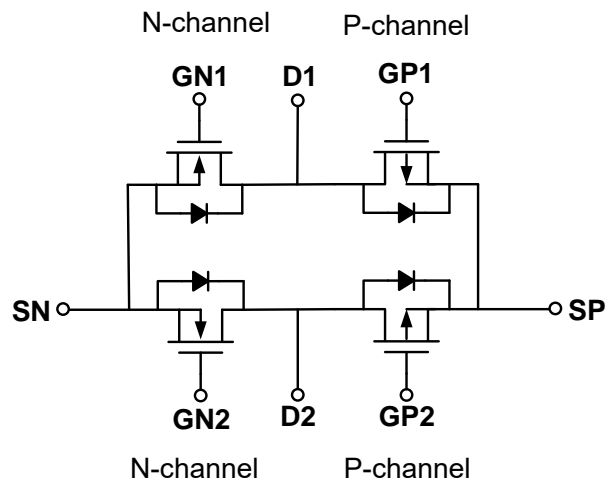 N-channel P-channel
GN1 D1 GP1
SN SP
GN2 D2 GP2
N-channel P-channel